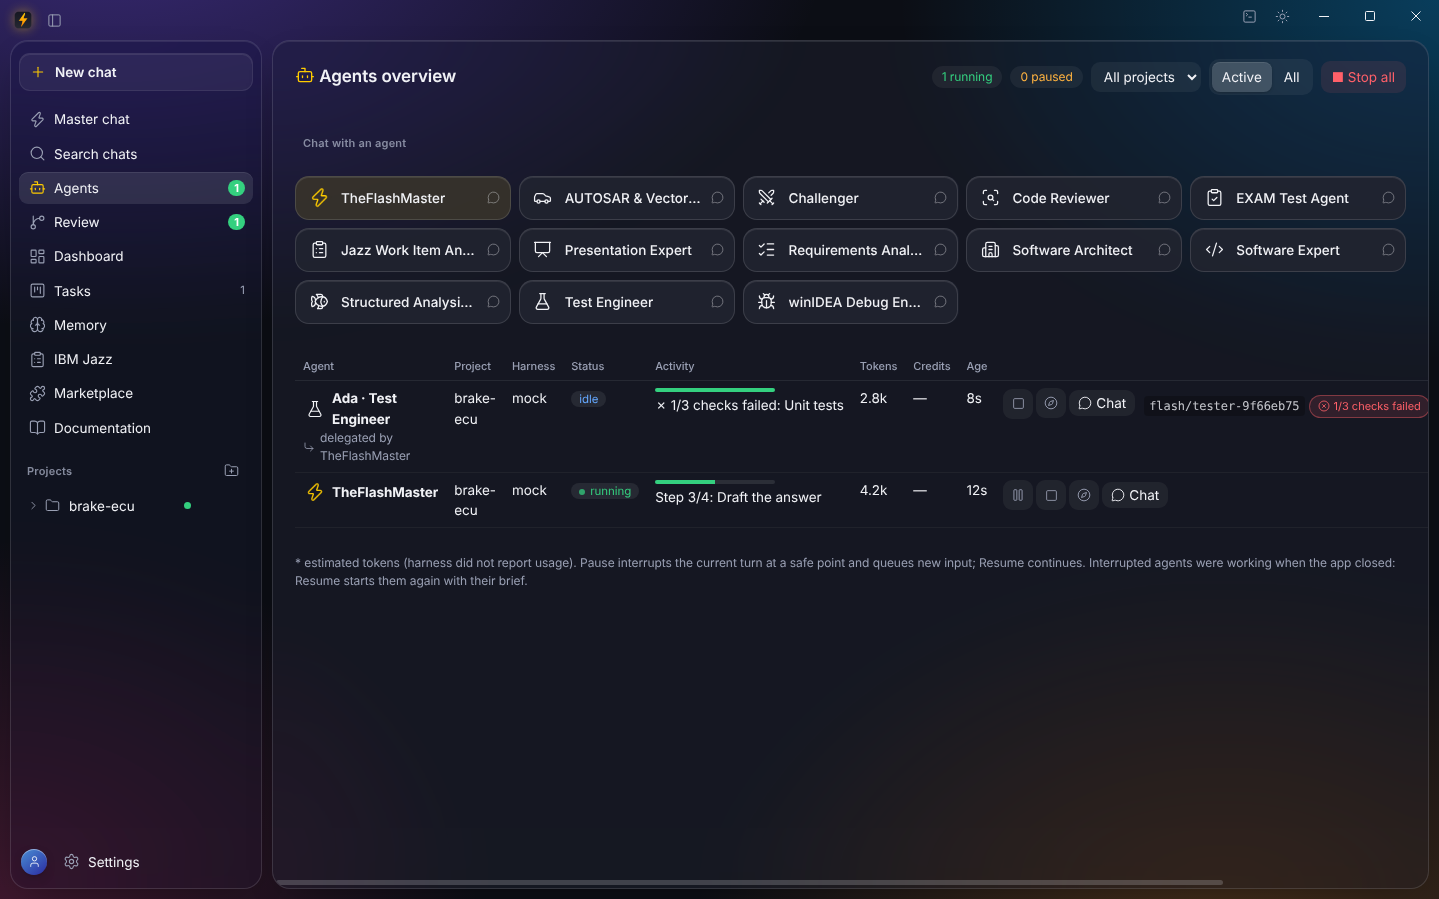 New chat
Master chat
Search chats
Agents 1
Review 1
Dashboard
Tasks 1
Memory
IBM Jazz
Marketplace
Documentation
Projects
brake-ecu
Settings
Agents overview
1 running
0 paused
All projects
Active
All
Stop all
Chat with an agent
TheFlashMaster
AUTOSAR & Vector...
Challenger
Code Reviewer
EXAM Test Agent
Jazz Work Item An...
Presentation Expert
Requirements Anal...
Software Architect
Software Expert
Structured Analysi...
Test Engineer
winIDEA Debug En...
Agent Project Harness Status Activity Tokens Credits Age
Ada · Test
Engineer
delegated by
TheFlashMaster
brake-
ecu
mock
idle
✕ 1/3 checks failed: Unit tests
2.8k
—
8s
Chat
flash/tester-9f66eb75
1/3 checks failed
TheFlashMaster
brake-
ecu
mock
running
Step 3/4: Draft the answer
4.2k
—
12s
Chat
* estimated tokens (harness did not report usage). Pause interrupts the current turn at a safe point and queues new input; Resume continues. Interrupted agents were working when the app closed:
Resume starts them again with their brief.